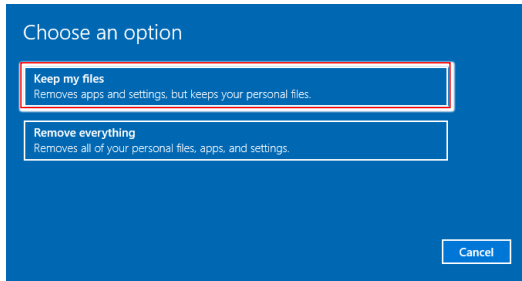 Choose an option
Keep my files
Removes apps and settings, but keeps your personal files.
Remove everything
Removes all of your personal files, apps, and settings.
Cancel